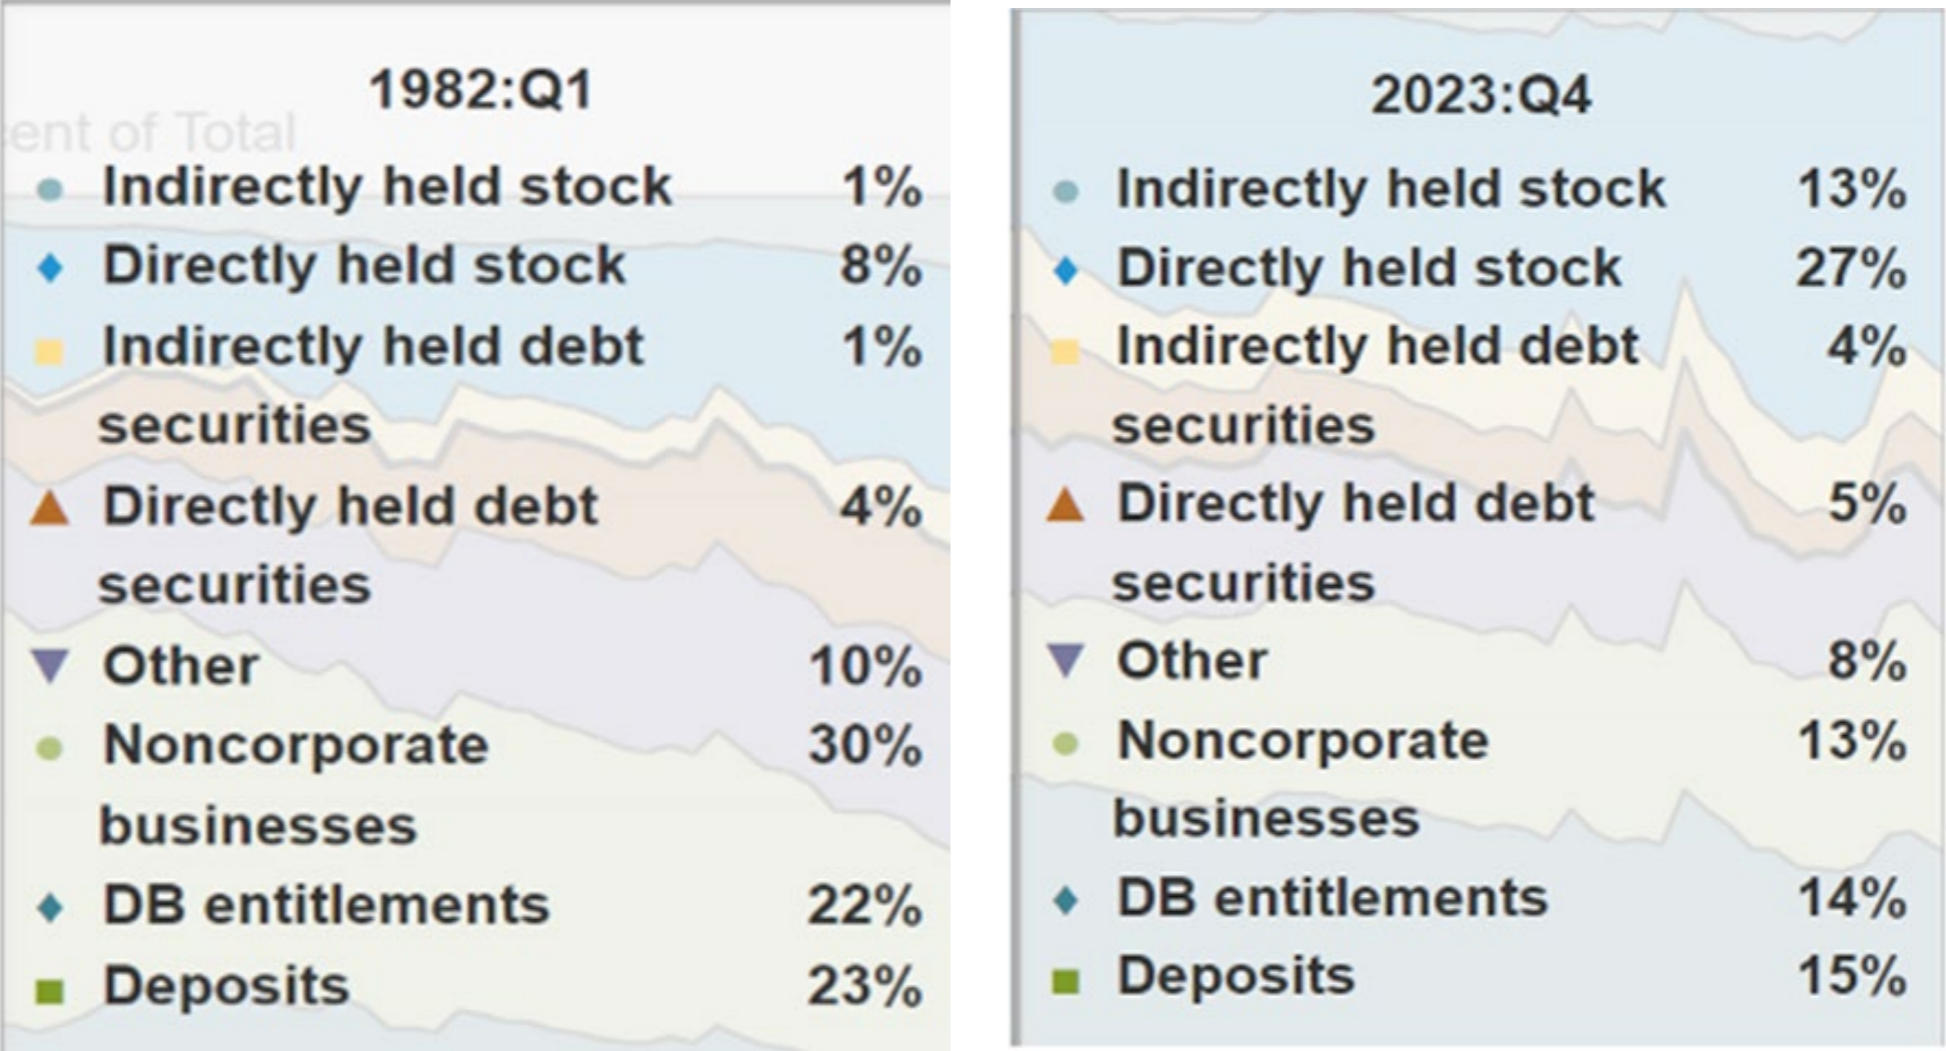 1982:Q1
cent of Total
Indirectly held stock 1%
Directly held stock 8%
Indirectly held debt 1%
securities
Directly held debt 4%
securities
Other 10%
Noncorporate 30%
businesses
DB entitlements 22%
Deposits 23%
2023:Q4
Indirectly held stock 13%
Directly held stock 27%
Indirectly held debt 4%
securities
Directly held debt 5%
securities
Other 8%
Noncorporate 13%
businesses
DB entitlements 14%
Deposits 15%